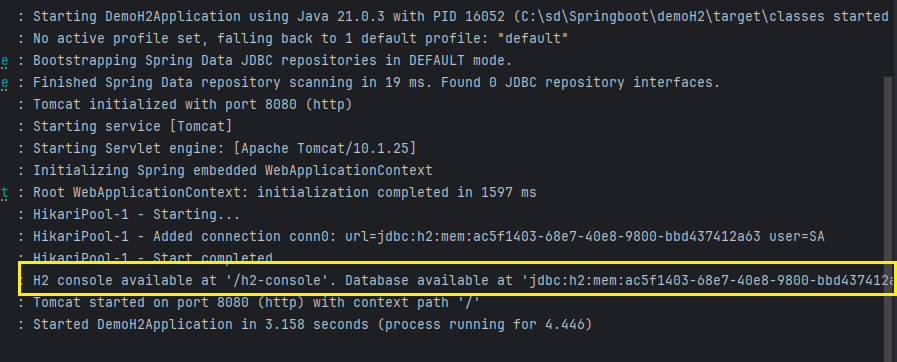 : Starting DemoH2Application using Java 21.0.3 with PID 16052 (C:\sd\Springboot\demoH2\target\classes started
: No active profile set, falling back to 1 default profile: "default"
e : Bootstrapping Spring Data JDBC repositories in DEFAULT mode.
e : Finished Spring Data repository scanning in 19 ms. Found 0 JDBC repository interfaces.
: Tomcat initialized with port 8080 (http)
: Starting service [Tomcat]
: Starting Servlet engine: [Apache Tomcat/10.1.25]
: Initializing Spring embedded WebApplicationContext
t : Root WebApplicationContext: initialization completed in 1597 ms
: HikariPool-1 - Starting...
: HikariPool-1 - Added connection conn0: url=jdbc:h2:mem:ac5f1403-68e7-40e8-9800-bbd437412a63 user=SA
: HikariPool-1 - Start completed
: H2 console available at '/h2-console'. Database available at 'jdbc:h2:mem:ac5f1403-68e7-40e8-9800-bbd437412a
: Tomcat started on port 8080 (http) with context path '/'
: Started DemoH2Application in 3.158 seconds (process running for 4.446)